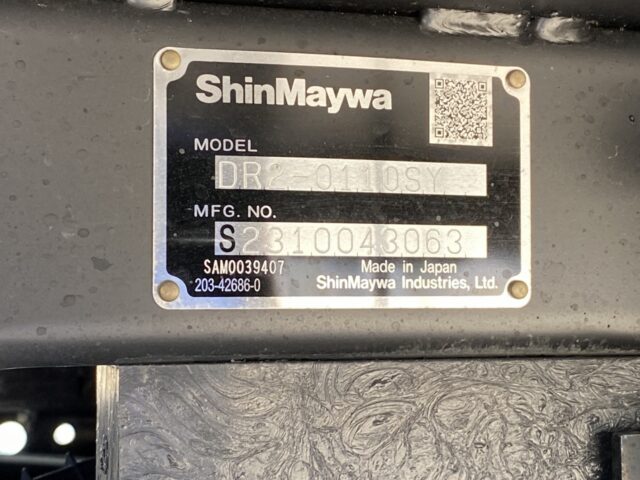 ShinMaywa
MODEL
DR2-0110SY
MFG. NO.
S2310043063
SAM0039407
Made in Japan
203-42686-0
ShinMaywa Industries, Ltd.